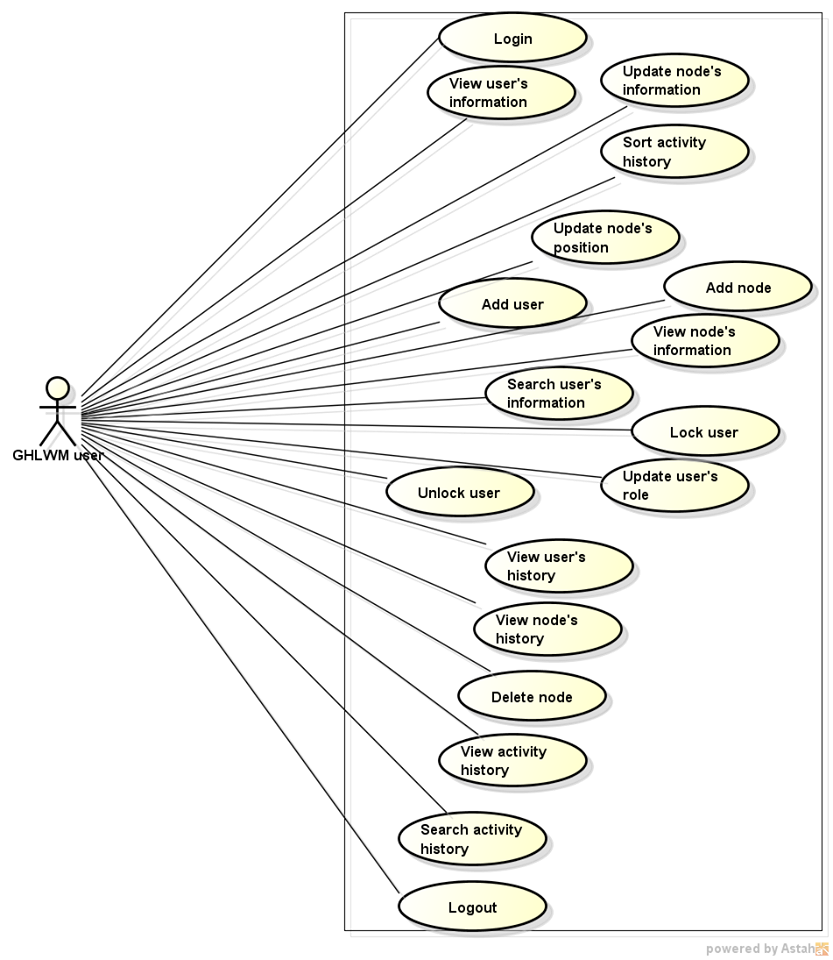 Login
View user's
information
Update node's
information
Sort activity
history
Update node's
position
Add node
Add user
View node's
information
Search user's
information
Lock user
GHLWM user
Update user's
role
Unlock user
View user's
history
View node's
history
Delete node
View activity
history
Search activity
history
Logout
powered by Astah